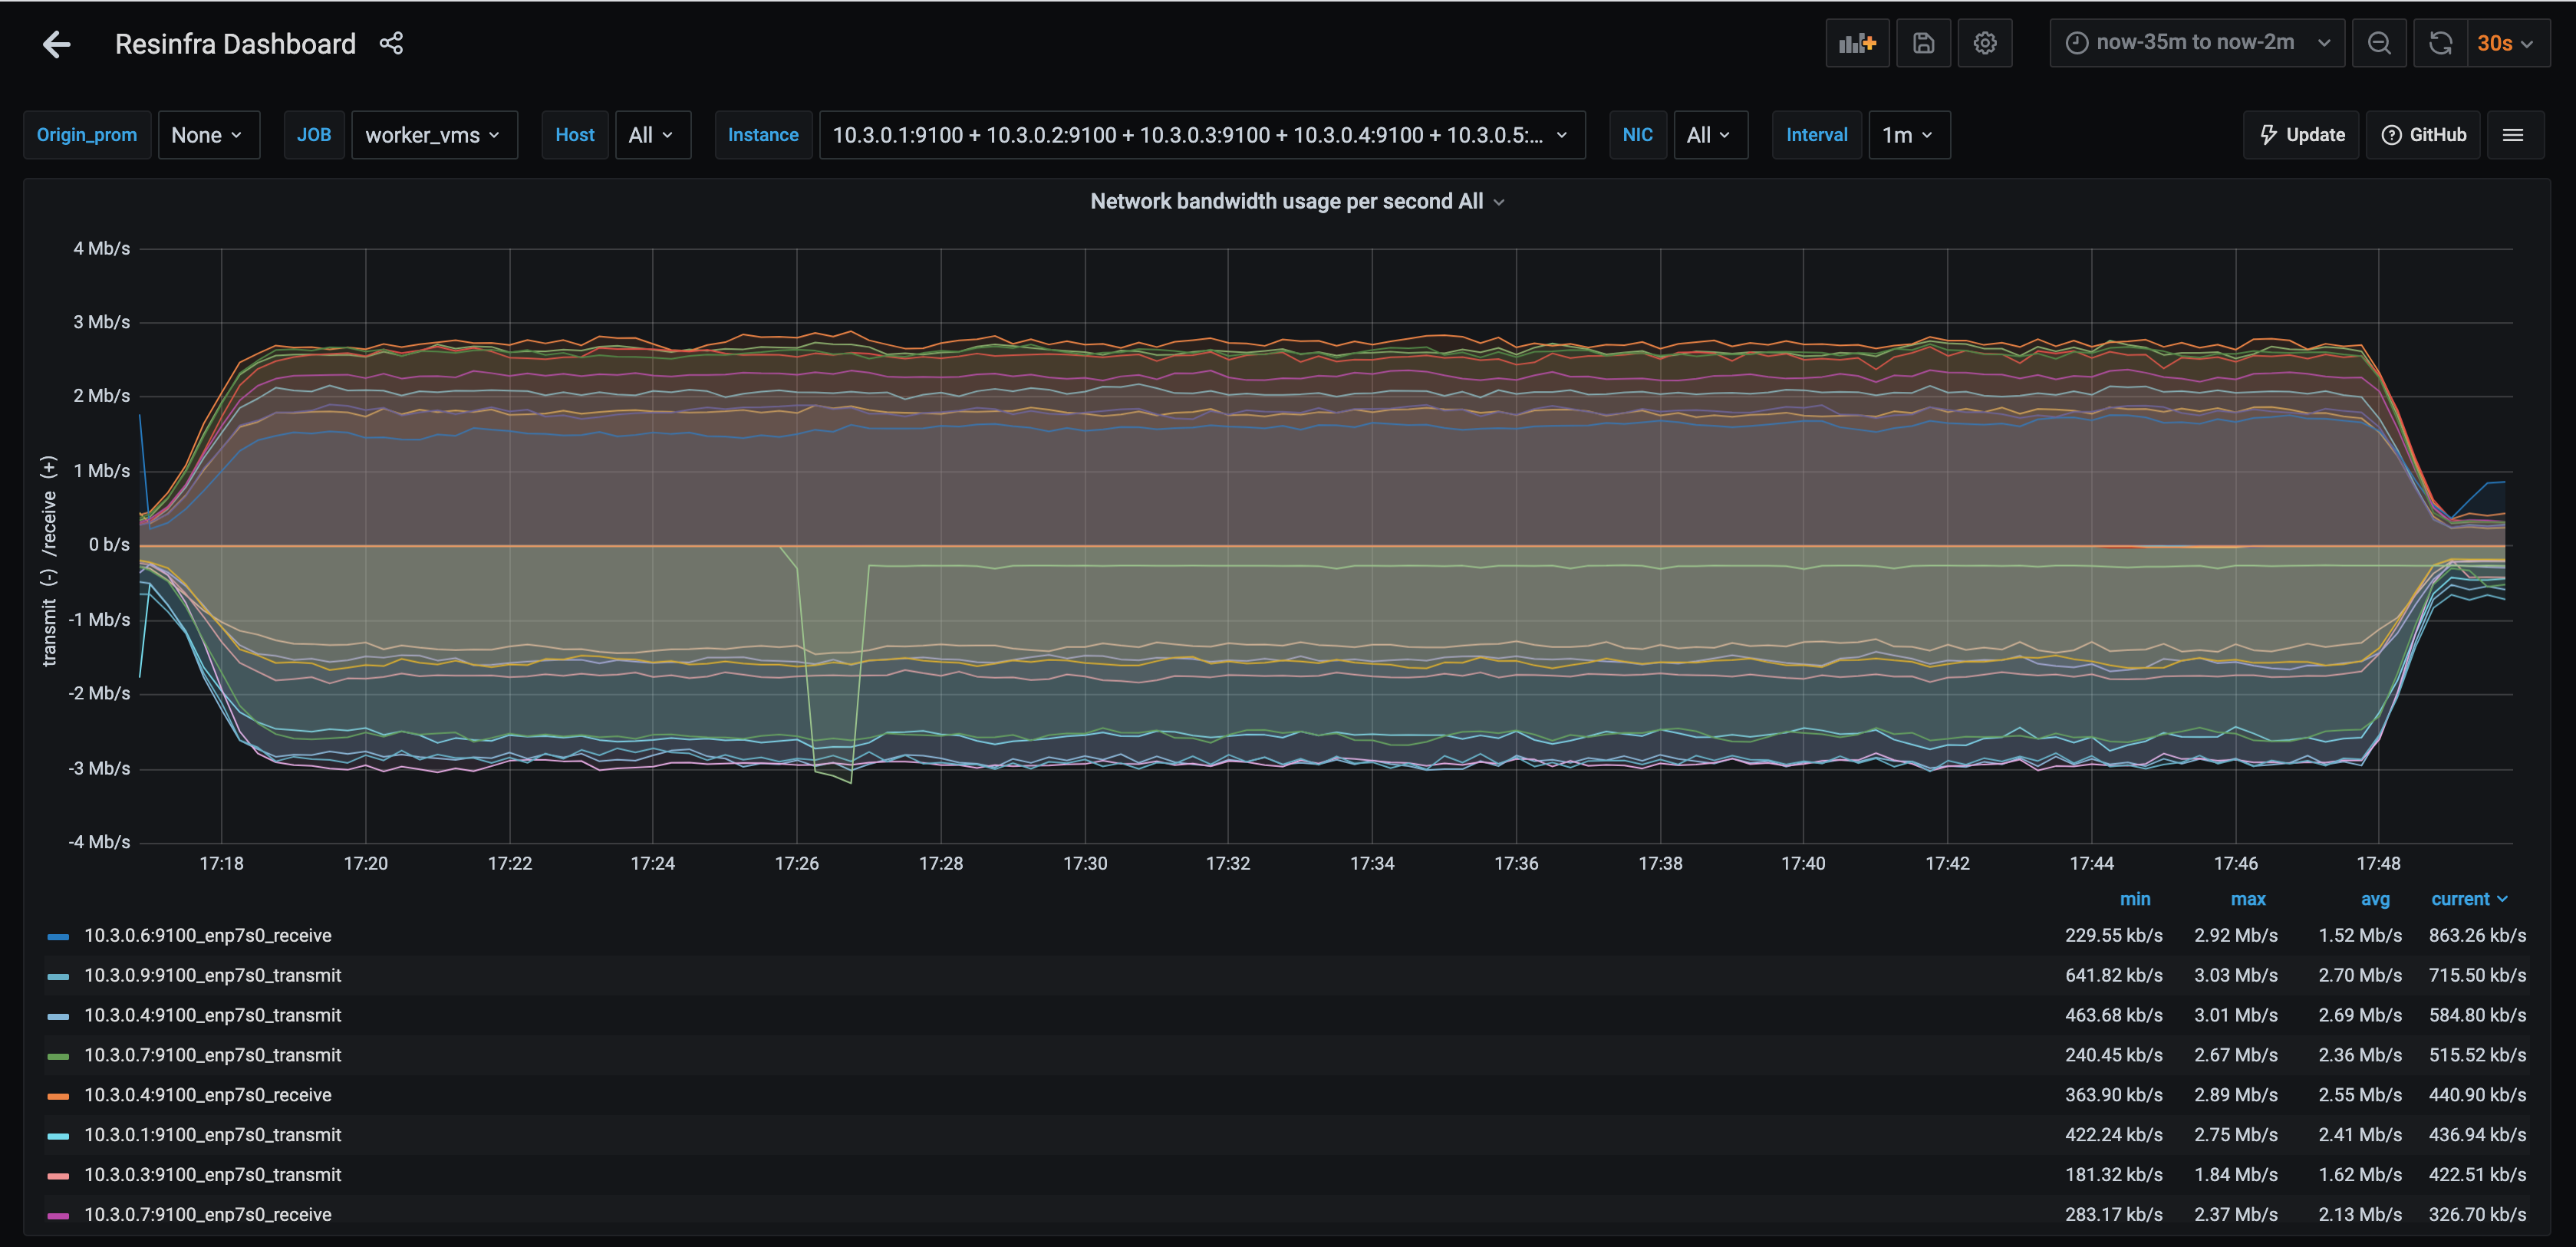 Resinfra Dashboard
now-35m to now-2m
30s
Origin_prom None JOB worker_vms Host All Instance 10.3.0.1:9100 + 10.3.0.2:9100 + 10.3.0.3:9100 + 10.3.0.4:9100 + 10.3.0.5:... NIC All Interval 1m Update GitHub
Network bandwidth usage per second All
transmit (-) /receive (+)
4 Mb/s
3 Mb/s
2 Mb/s
1 Mb/s
0 b/s
-1 Mb/s
-2 Mb/s
-3 Mb/s
-4 Mb/s
17:18 17:20 17:22 17:24 17:26 17:28 17:30 17:32 17:34 17:36 17:38 17:40 17:42 17:44 17:46 17:48
min max avg current
10.3.0.6:9100_enp7s0_receive 229.55 kb/s 2.92 Mb/s 1.52 Mb/s 863.26 kb/s
10.3.0.9:9100_enp7s0_transmit 641.82 kb/s 3.03 Mb/s 2.70 Mb/s 715.50 kb/s
10.3.0.4:9100_enp7s0_transmit 463.68 kb/s 3.01 Mb/s 2.69 Mb/s 584.80 kb/s
10.3.0.7:9100_enp7s0_transmit 240.45 kb/s 2.67 Mb/s 2.36 Mb/s 515.52 kb/s
10.3.0.4:9100_enp7s0_receive 363.90 kb/s 2.89 Mb/s 2.55 Mb/s 440.90 kb/s
10.3.0.1:9100_enp7s0_transmit 422.24 kb/s 2.75 Mb/s 2.41 Mb/s 436.94 kb/s
10.3.0.3:9100_enp7s0_transmit 181.32 kb/s 1.84 Mb/s 1.62 Mb/s 422.51 kb/s
10.3.0.7:9100_enp7s0_receive 283.17 kb/s 2.37 Mb/s 2.13 Mb/s 326.70 kb/s